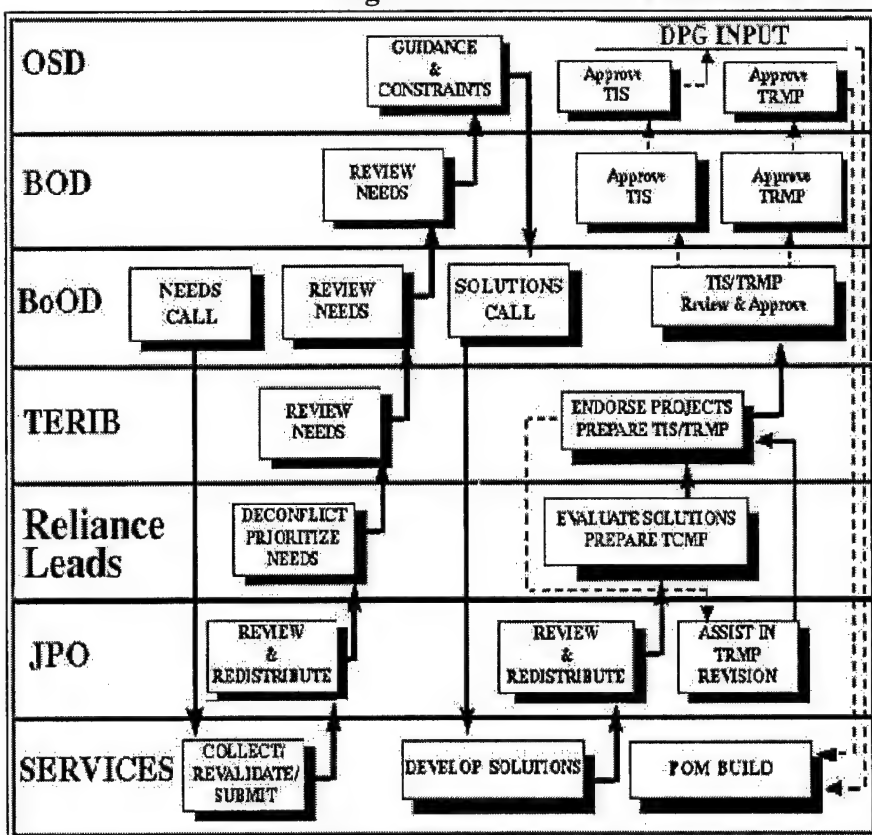 OSD
GUIDANCE
&
CONSTRAINTS
DPG INPUT
Approve
TIS
Approve
TRMP
BOD
REVIEW
NEEDS
Approve
TIS
Approve
TRMP
BoOD
NEEDS
CALL
REVIEW
NEEDS
SOLUTIONS
CALL
TIS/TRMP
Review & Approve
TERIB
REVIEW
NEEDS
ENDORSE PROJECTS
PREPARE TIS/TRMP
Reliance
Leads
DECONFLICT
PRIORITIZE
NEEDS
EVALUATE SOLUTIONS
PREPARE TCMP
JPO
REVIEW
&
REDISTRIBUTE
REVIEW
&
REDISTRIBUTE
ASSIST IN
TRMP
REVISION
SERVICES
COLLECT/
REVALIDATE/
SUBMIT
DEVELOP SOLUTIONS
POM BUILD